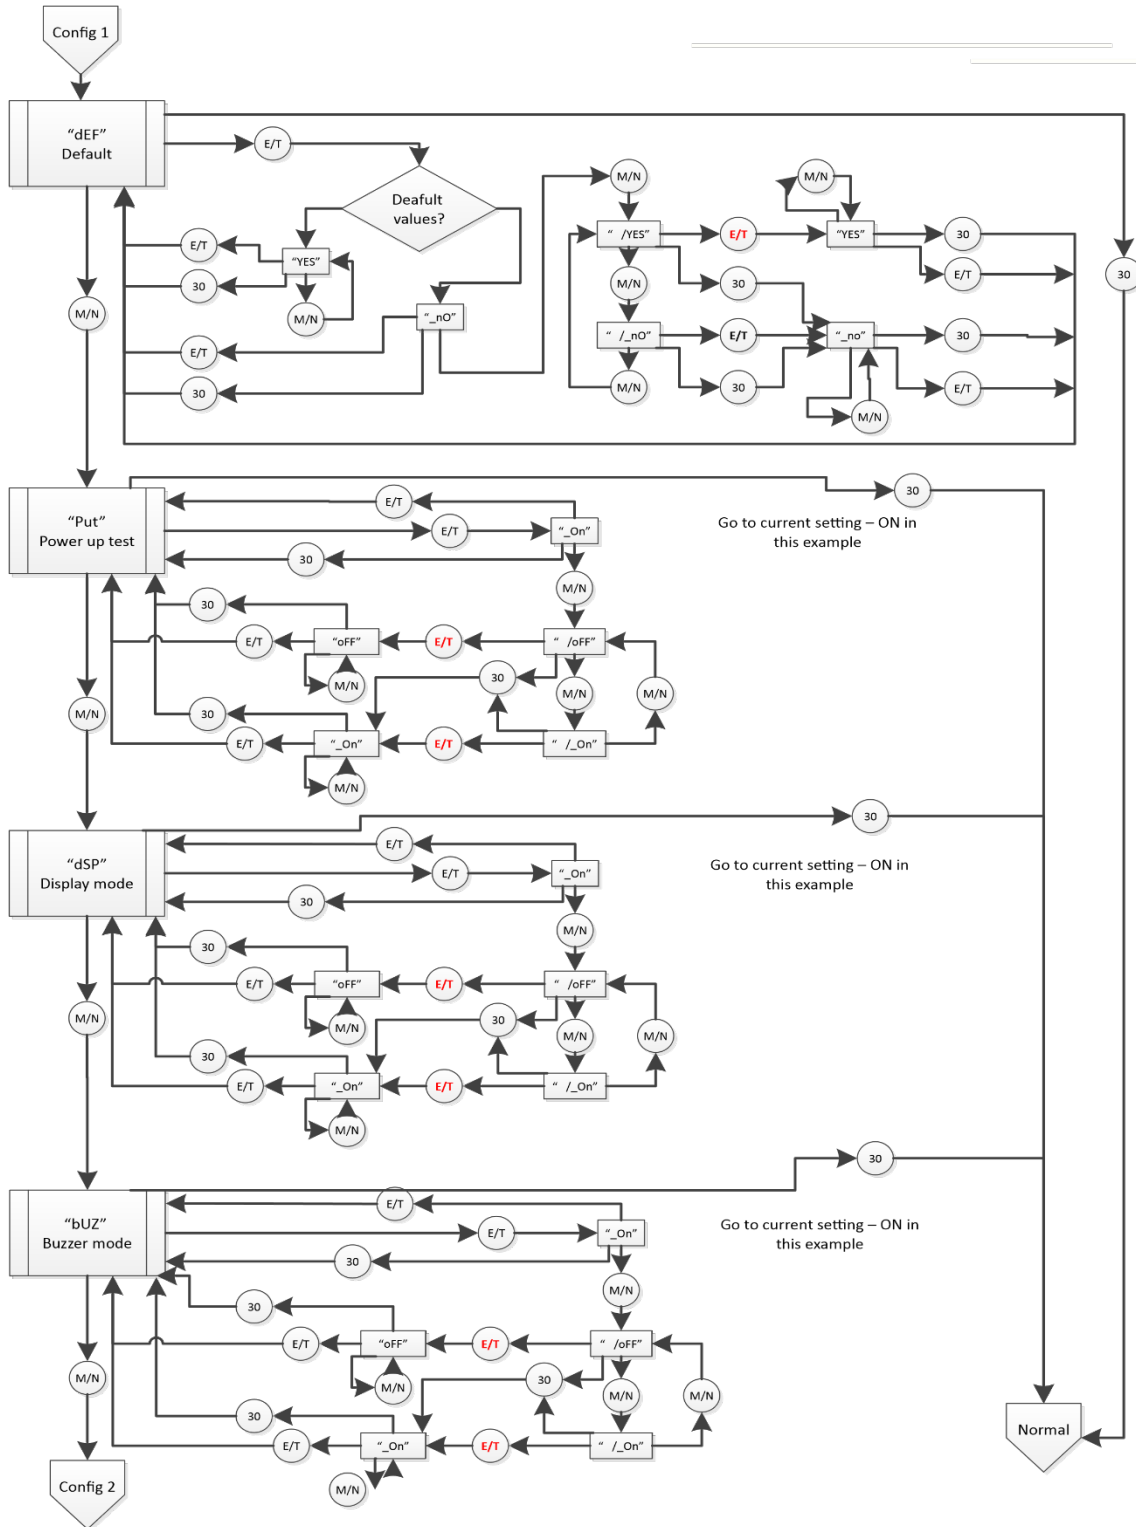 Config 1
"dEF"
Default
E/T
30
M/N
Deafult
values?
E/T
30
"YES"
M/N
"_nO"
E/T
30
M/N
" /YES"
E/T
"YES"
M/N
30
E/T
M/N
30
" /_nO"
E/T
"_no"
30
M/N
30
E/T
M/N
M/N
"Put"
Power up test
E/T
E/T
"_On"
30
30
Go to current setting – ON in
this example
M/N
30
E/T
"oFF"
E/T
" /oFF"
M/N
30
M/N
M/N
M/N
30
E/T
"_On"
E/T
" /_On"
M/N
30
"dSP"
Display mode
E/T
E/T
"_On"
30
Go to current setting – ON in
this example
M/N
30
E/T
"oFF"
E/T
" /oFF"
M/N
M/N
30
M/N
M/N
30
E/T
"_On"
E/T
" /_On"
M/N
30
"bUZ"
Buzzer mode
E/T
E/T
"_On"
30
Go to current setting – ON in
this example
M/N
30
E/T
"oFF"
E/T
" /oFF"
M/N
M/N
30
M/N
M/N
30
E/T
"_On"
E/T
" /_On"
M/N
Config 2
Normal